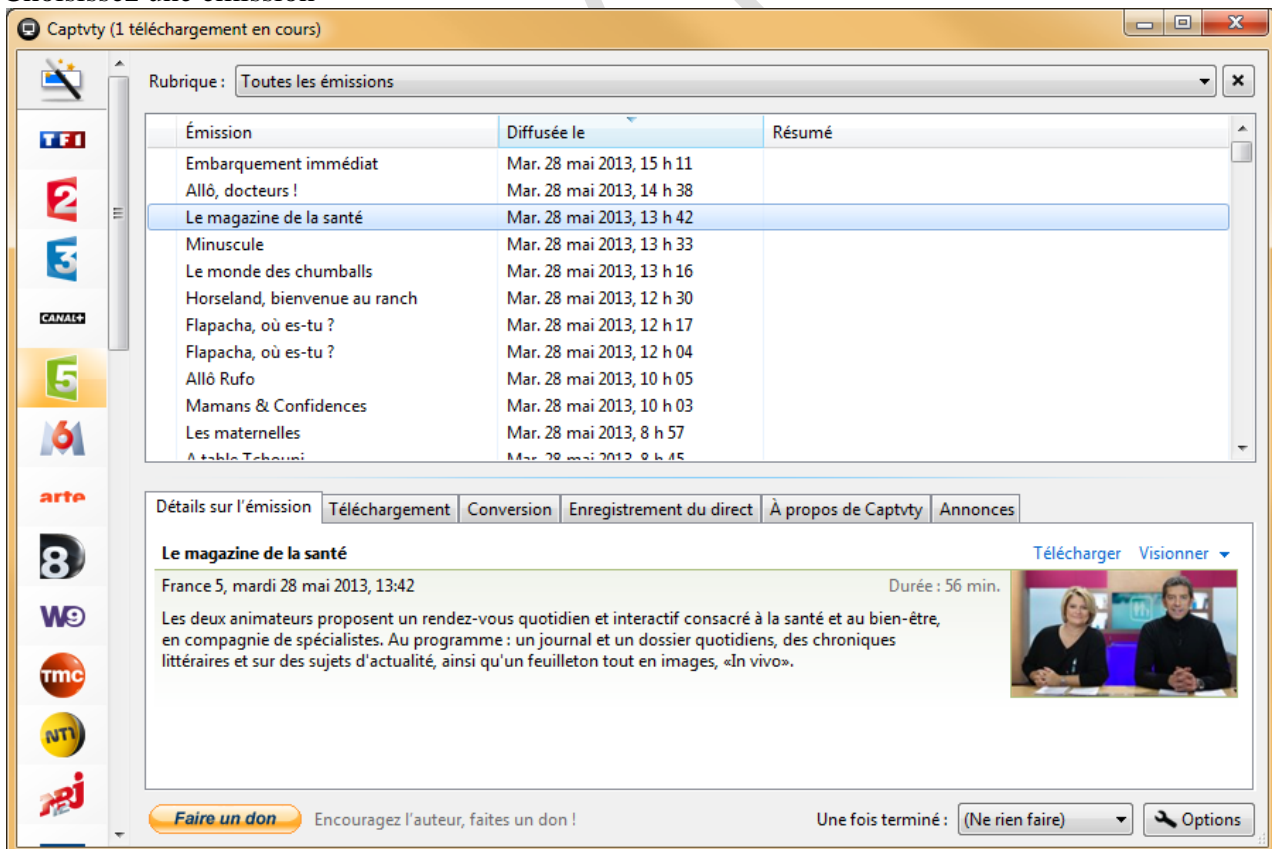 Choisissez une émission
Captvty (1 téléchargement en cours)
Rubrique : Toutes les émissions
Émission Diffusée le Résumé
Embarquement immédiat Mar. 28 mai 2013, 15 h 11
Allô, docteurs ! Mar. 28 mai 2013, 14 h 38
Le magazine de la santé Mar. 28 mai 2013, 13 h 42
Minuscule Mar. 28 mai 2013, 13 h 33
Le monde des chumballs Mar. 28 mai 2013, 13 h 16
Horseland, bienvenue au ranch Mar. 28 mai 2013, 12 h 30
Flapacha, où es-tu ? Mar. 28 mai 2013, 12 h 17
Flapacha, où es-tu ? Mar. 28 mai 2013, 12 h 04
Allô Rufo Mar. 28 mai 2013, 10 h 05
Mamans & Confidences Mar. 28 mai 2013, 10 h 03
Les maternelles Mar. 28 mai 2013, 8 h 57
A table Tchoupi Mar. 28 mai 2013, 8 h 45
TF1
2
3
CANAL+
5
M6
arte
8
W9
tmc
NT1
NRJ
Détails sur l'émission Téléchargement Conversion Enregistrement du direct À propos de Captvty Annonces
Le magazine de la santé Télécharger Visionner
France 5, mardi 28 mai 2013, 13:42 Durée : 56 min.
Les deux animateurs proposent un rendez-vous quotidien et interactif consacré à la santé et au bien-être,
en compagnie de spécialistes. Au programme : un journal et un dossier quotidiens, des chroniques
littéraires et sur des sujets d'actualité, ainsi qu'un feuilleton tout en images, «In vivo».
Faire un don Encouragez l'auteur, faites un don ! Une fois terminé : (Ne rien faire) Options